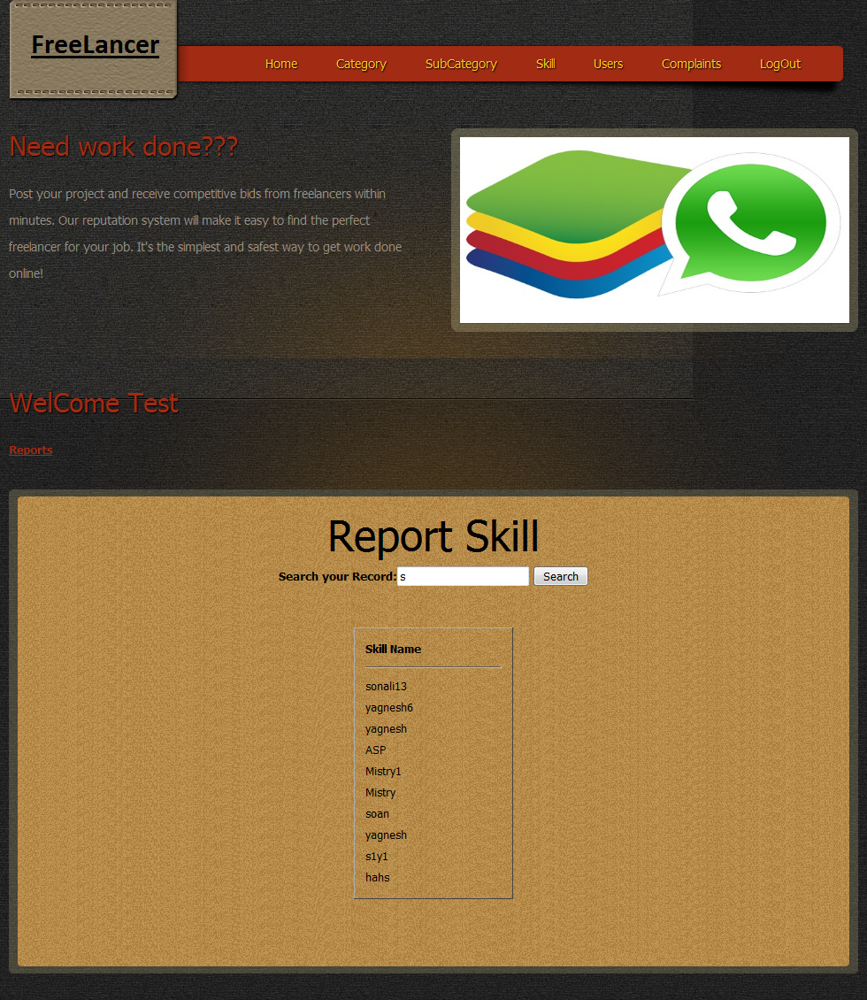 FreeLancer
Home Category SubCategory Skill Users Complaints LogOut
Need work done???
Post your project and receive competitive bids from freelancers within
minutes. Our reputation system will make it easy to find the perfect
freelancer for your job. It's the simplest and safest way to get work done
online!
WelCome Test
Reports
Report Skill
Search your Record: s Search
Skill Name
sonali13
yagnesh6
yagnesh
ASP
Mistry1
Mistry
soan
yagnesh
s1y1
hahs